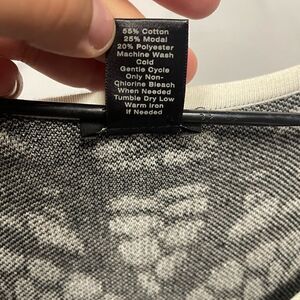 55% Cotton
25% Modal
20% Polyester
Machine Wash
Cold
Gentle Cycle
Only Non-
Chlorine Bleach
When Needed
Tumble Dry Low
Warm Iron
If Needed